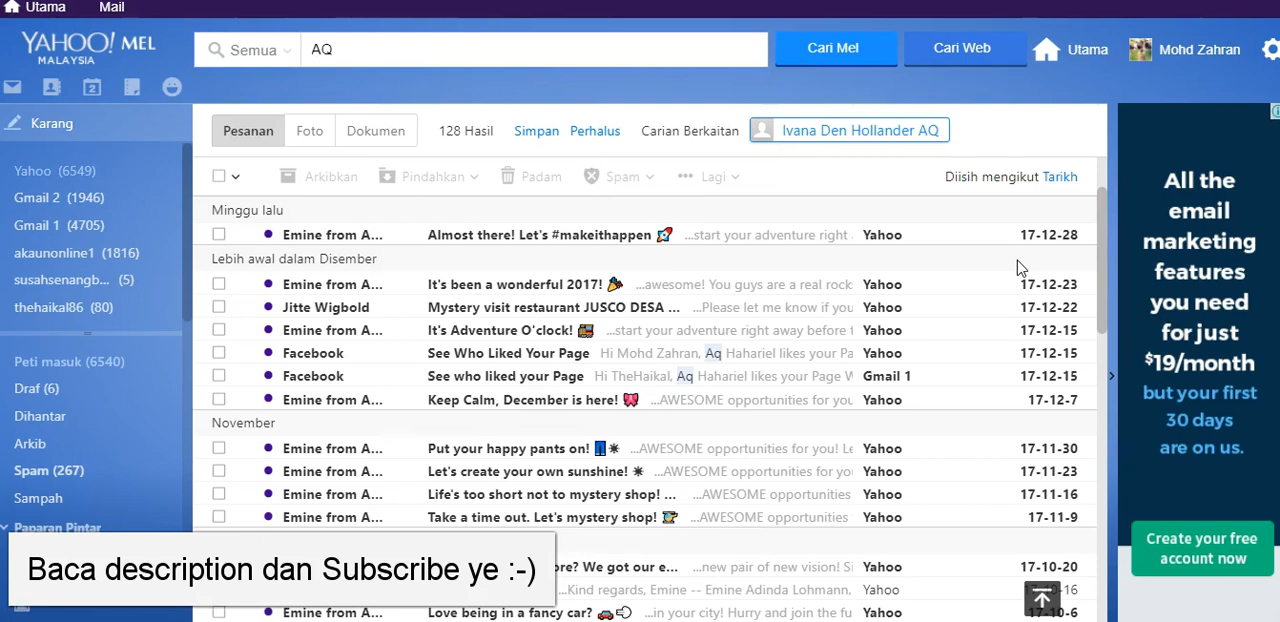 Utama Mail
YAHOO! MEL
MALAYSIA
Semua AQ Cari Mel Cari Web Utama Mohd Zahran
2
Karang
Yahoo (6549)
Gmail 2 (1946)
Gmail 1 (4705)
akaunonline1 (1816)
susahsenangb... (5)
thehaikal86 (80)
Peti masuk (6540)
Draf (6)
Dihantar
Arkib
Spam (267)
Sampah
Paparan Pintar
Pesanan Foto Dokumen 128 Hasil Simpan Perhalus Carian Berkaitan Ivana Den Hollander AQ
Arkibkan Pindahkan Padam Spam Lagi Diisih mengikut Tarikh
Minggu lalu
Emine from A... Almost there! Let's #makeithappen 🚀 ...start your adventure right Yahoo 17-12-28
Lebih awal dalam Disember
Emine from A... It's been a wonderful 2017! 🎉 ...awesome! You guys are a real rock Yahoo 17-12-23
Jitte Wigbold Mystery visit restaurant JUSCO DESA ... ...Please let me know if you Yahoo 17-12-22
Emine from A... It's Adventure O'clock! ...start your adventure right away before t Yahoo 17-12-15
Facebook See Who Liked Your Page Hi Mohd Zahran, Aq Hahariel likes your Pa Yahoo 17-12-15
Facebook See who liked your Page Hi TheHaikal, Aq Hahariel likes your Page W Gmail 1 17-12-15
Emine from A... Keep Calm, December is here! 🎀 ...AWESOME opportunities for you Yahoo 17-12-7
November
Emine from A... Put your happy pants on! 👖☀ ...AWESOME opportunities for you! Le Yahoo 17-11-30
Emine from A... Let's create your own sunshine! ☀ ...AWESOME opportunities for yo Yahoo 17-11-23
Emine from A... Life's too short not to mystery shop! ... ...AWESOME opportunities Yahoo 17-11-16
Emine from A... Take a time out. Let's mystery shop! ...AWESOME opportunities Yahoo 17-11-9
ore? We got our e... ...new pair of new vision! Si Yahoo 17-10-20
...Kind regards, Emine -- Emine Adinda Lohmann, Yahoo -16
Emine from A... Love being in a fancy car? 🚗💨 ...in your city! Hurry and join the fu Yahoo 17-10-6
Baca description dan Subscribe ye :-)
All the
email
marketing
features
you need
for just
$19/month
but your first
30 days
are on us.
Create your free
account now